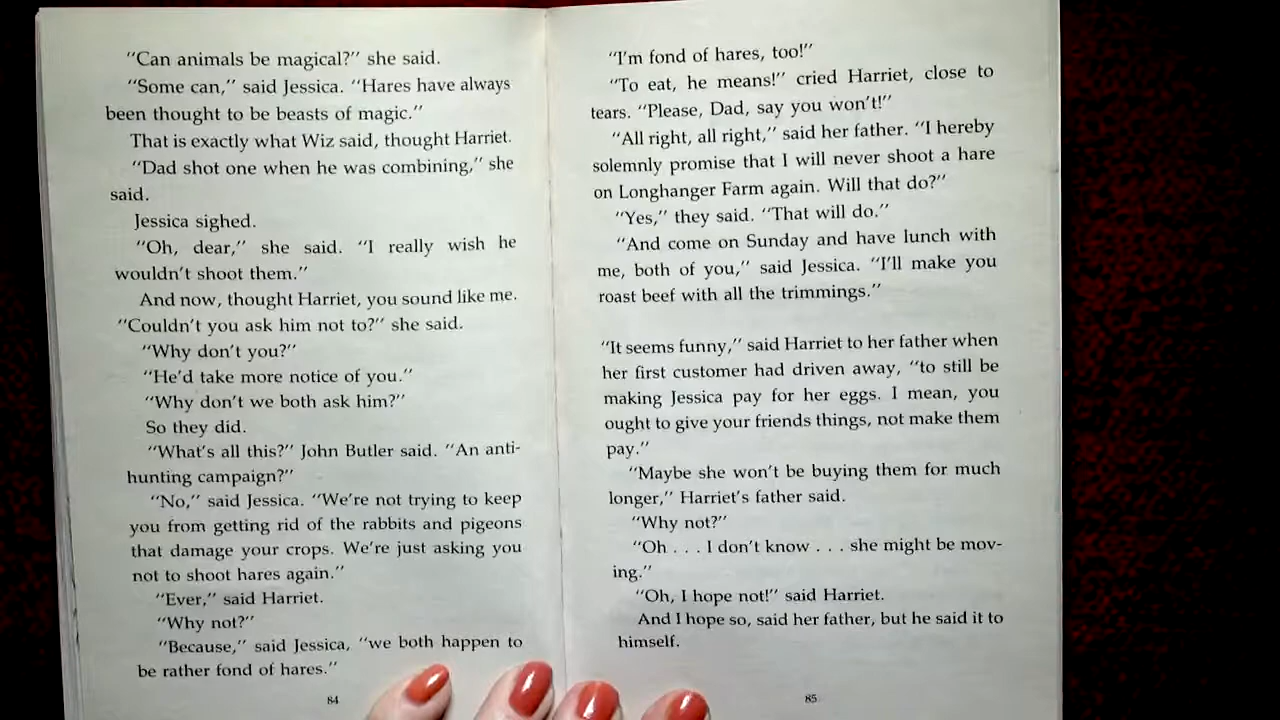 "Can animals be magical?" she said.
"Some can," said Jessica. "Hares have always
been thought to be beasts of magic."
That is exactly what Wiz said, thought Harriet.
"Dad shot one when he was combining," she
said.
Jessica sighed.
"Oh, dear," she said. "I really wish he
wouldn't shoot them."
And now, thought Harriet, you sound like me.
"Couldn't you ask him not to?" she said.
"Why don't you?"
"He'd take more notice of you."
"Why don't we both ask him?"
So they did.
"What's all this?" John Butler said. "An anti-
hunting campaign?"
"No," said Jessica. "We're not trying to keep
you from getting rid of the rabbits and pigeons
that damage your crops. We're just asking you
not to shoot hares again."
"Ever," said Harriet.
"Why not?"
"Because," said Jessica, "we both happen to
be rather fond of hares."
84
"I'm fond of hares, too!"
"To eat, he means!" cried Harriet, close to
tears. "Please, Dad, say you won't!"
"All right, all right," said her father. "I hereby
solemnly promise that I will never shoot a hare
on Longhanger Farm again. Will that do?"
"Yes," they said. "That will do."
"And come on Sunday and have lunch with
me, both of you," said Jessica. "I'll make you
roast beef with all the trimmings."
"It seems funny," said Harriet to her father when
her first customer had driven away, "to still be
making Jessica pay for her eggs. I mean, you
ought to give your friends things, not make them
pay."
"Maybe she won't be buying them for much
longer," Harriet's father said.
"Why not?"
"Oh . . . I don't know . . . she might be mov-
ing."
"Oh, I hope not!" said Harriet.
And I hope so, said her father, but he said it to
himself.
85